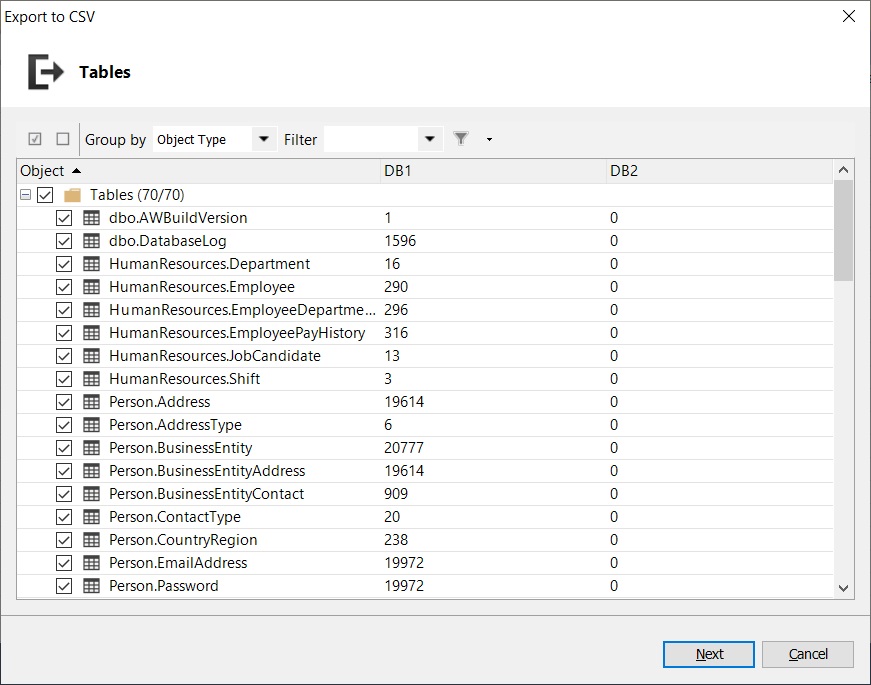 Export to CSV
Tables
Group by Object Type Filter
Object DB1 DB2
Tables (70/70)
dbo.AWBuildVersion 1 0
dbo.DatabaseLog 1596 0
HumanResources.Department 16 0
HumanResources.Employee 290 0
HumanResources.EmployeeDepartme... 296 0
HumanResources.EmployeePayHistory 316 0
HumanResources.JobCandidate 13 0
HumanResources.Shift 3 0
Person.Address 19614 0
Person.AddressType 6 0
Person.BusinessEntity 20777 0
Person.BusinessEntityAddress 19614 0
Person.BusinessEntityContact 909 0
Person.ContactType 20 0
Person.CountryRegion 238 0
Person.EmailAddress 19972 0
Person.Password 19972 0
Next Cancel